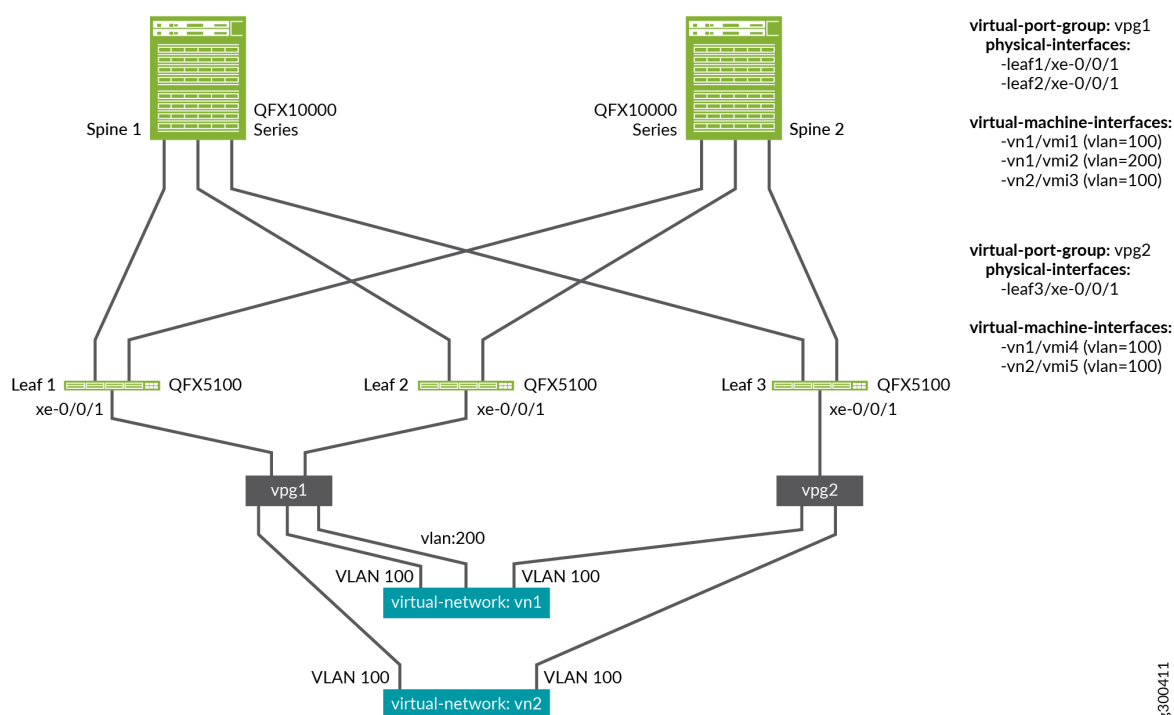 virtual-port-group: vpg1
physical-interfaces:
-leaf1/xe-0/0/1
-leaf2/xe-0/0/1
virtual-machine-interfaces:
-vn1/vmi1 (vlan=100)
-vn1/vmi2 (vlan=200)
-vn2/vmi3 (vlan=100)
virtual-port-group: vpg2
physical-interfaces:
-leaf3/xe-0/0/1
virtual-machine-interfaces:
-vn1/vmi4 (vlan=100)
-vn2/vmi5 (vlan=100)
Spine 1
QFX10000
Series
QFX10000
Series
Spine 2
Leaf 1
QFX5100
xe-0/0/1
Leaf 2
QFX5100
xe-0/0/1
Leaf 3
QFX5100
xe-0/0/1
vpg1
vpg2
vlan:200
VLAN 100
VLAN 100
virtual-network: vn1
VLAN 100
VLAN 100
virtual-network: vn2
g300411